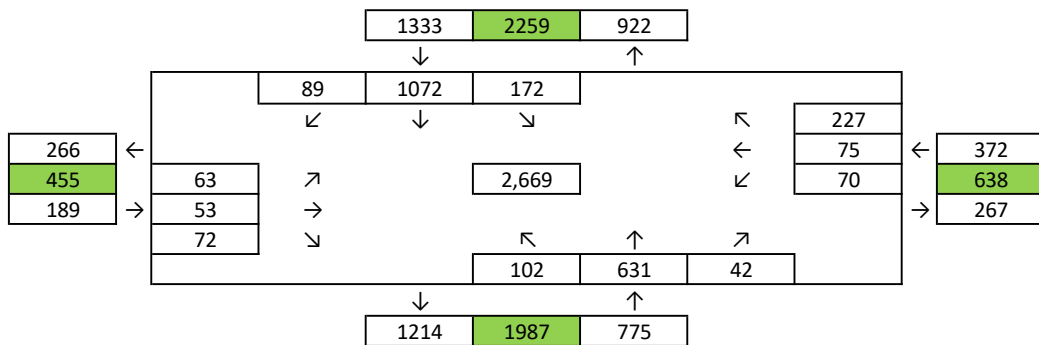 1333 2259 922
↓ ↑
89 1072 172
↙ ↓ ↘ ↖ 227
266 ← ← 75 ← 372
455 63 ↗ 2,669 ↙ 70 638
189 → 53 → → 267
72 ↘ ↖ ↑ ↗
102 631 42
↓ ↑
1214 1987 775